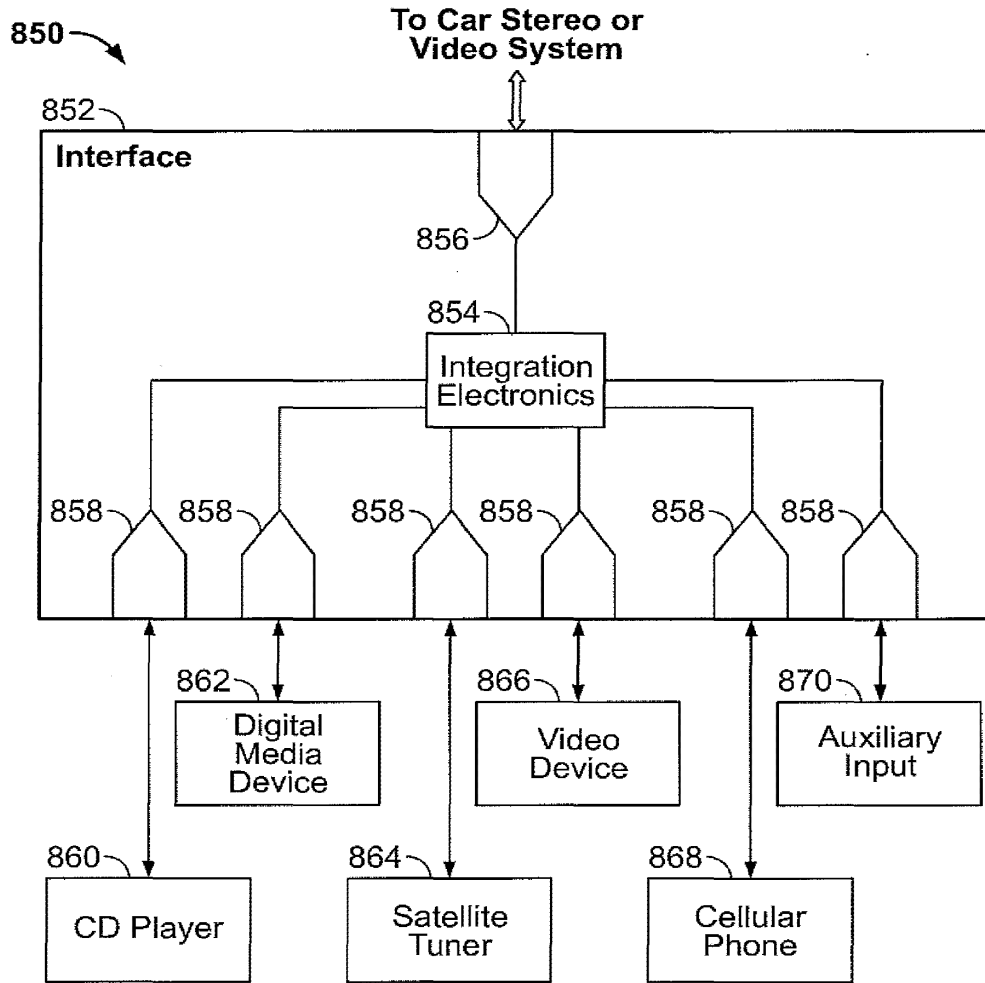 To Car Stereo or
Video System
850
852
Interface
856
854
Integration
Electronics
858 858 858 858 858 858
862 866 870
Digital
Media
Device
Video
Device
Auxiliary
Input
860 864 868
CD Player
Satellite
Tuner
Cellular
Phone